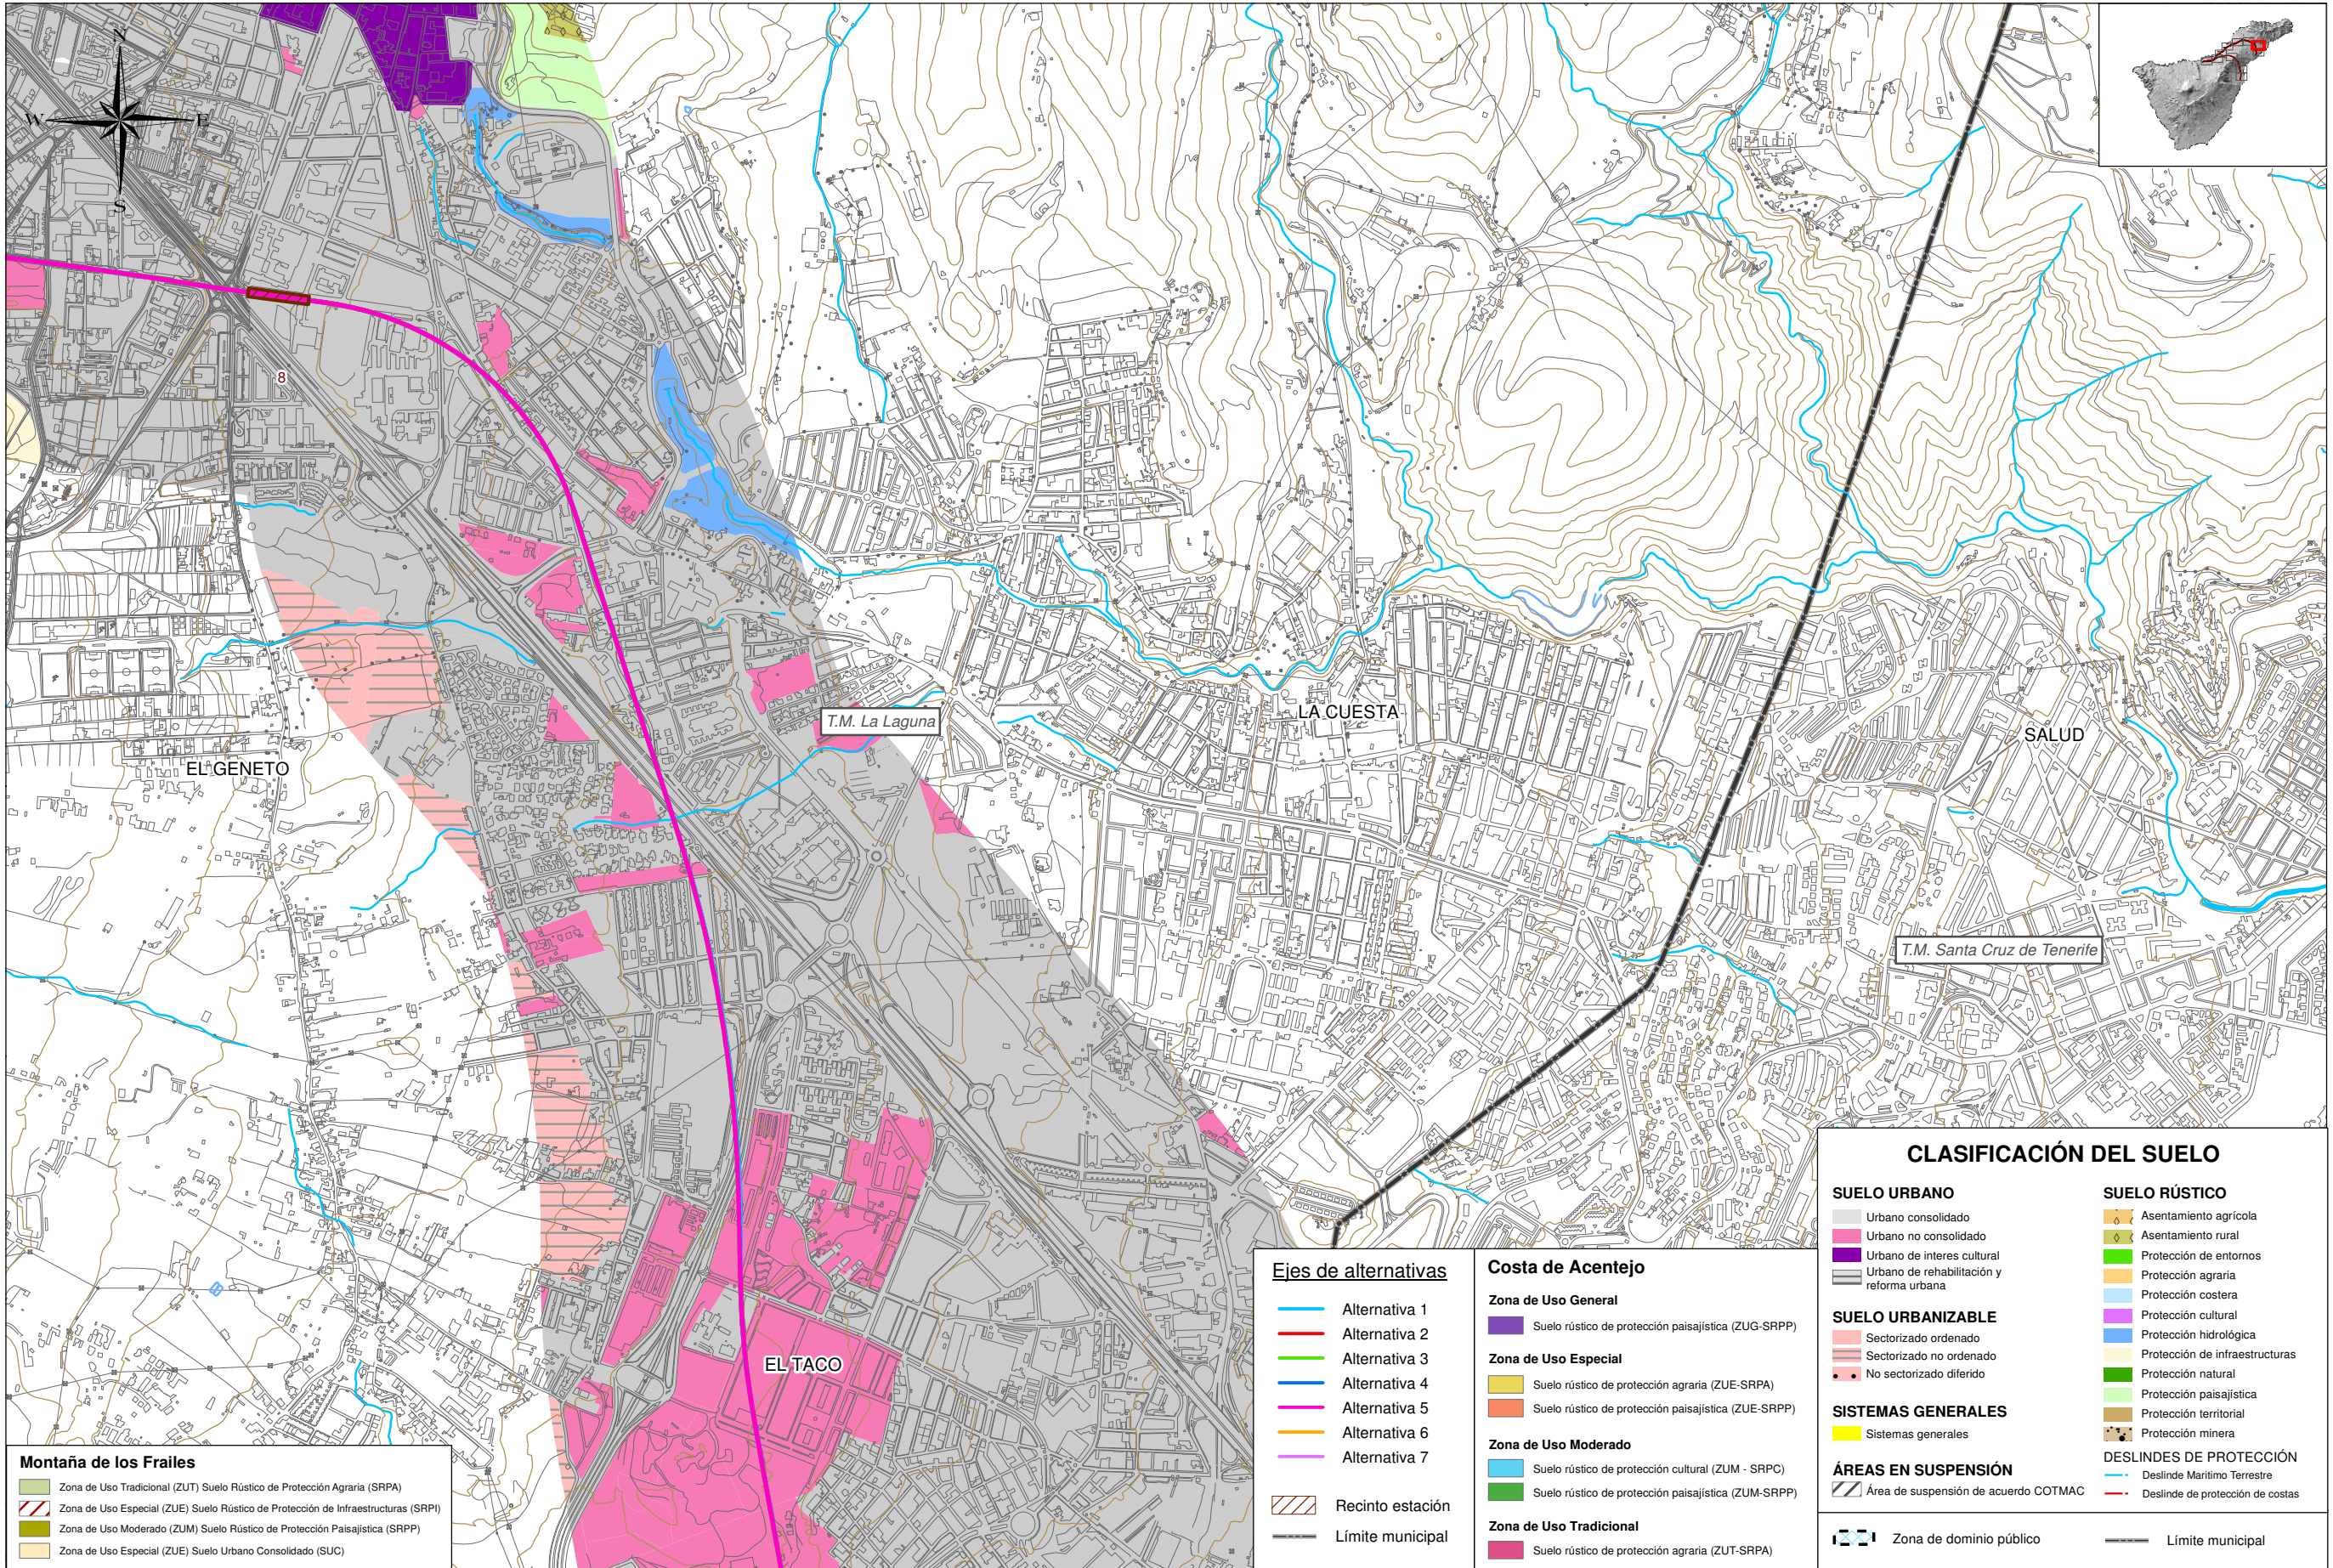 N
W
E
S
8
T.M. La Laguna
LA CUESTA
SALUD
EL GENETO
T.M. Santa Cruz de Tenerife
EL TACO
Montaña de los Frailes
Zona de Uso Tradicional (ZUT) Suelo Rústico de Protección Agraria (SRPA)
Zona de Uso Especial (ZUE) Suelo Rústico de Protección de Infraestructuras (SRPI)
Zona de Uso Moderado (ZUM) Suelo Rústico de Protección Paisajística (SRPP)
Zona de Uso Especial (ZUE) Suelo Urbano Consolidado (SUC)
Ejes de alternativas
Alternativa 1
Alternativa 2
Alternativa 3
Alternativa 4
Alternativa 5
Alternativa 6
Alternativa 7
Recinto estación
Límite municipal
Costa de Acentejo
Zona de Uso General
Suelo rústico de protección paisajística (ZUG-SRPP)
Zona de Uso Especial
Suelo rústico de protección agraria (ZUE-SRPA)
Suelo rústico de protección paisajística (ZUE-SRPP)
Zona de Uso Moderado
Suelo rústico de protección cultural (ZUM - SRPC)
Suelo rústico de protección paisajística (ZUM-SRPP)
Zona de Uso Tradicional
Suelo rústico de protección agraria (ZUT-SRPA)
CLASIFICACIÓN DEL SUELO
SUELO URBANO
Urbano consolidado
Urbano no consolidado
Urbano de interes cultural
Urbano de rehabilitación y
reforma urbana
SUELO URBANIZABLE
Sectorizado ordenado
Sectorizado no ordenado
No sectorizado diferido
SISTEMAS GENERALES
Sistemas generales
ÁREAS EN SUSPENSIÓN
Área de suspensión de acuerdo COTMAC
SUELO RÚSTICO
Asentamiento agrícola
Asentamiento rural
Protección de entornos
Protección agraria
Protección costera
Protección cultural
Protección hidrológica
Protección de infraestructuras
Protección natural
Protección paisajística
Protección territorial
Protección minera
DESLINDES DE PROTECCIÓN
Deslinde Maritimo Terrestre
Deslinde de protección de costas
Zona de dominio público
Límite municipal